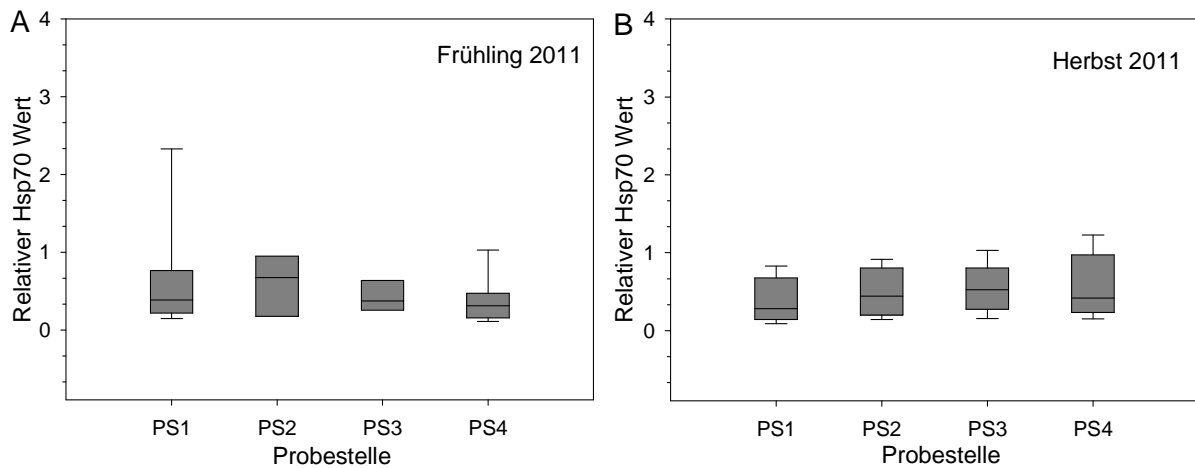 A
Frühling 2011
Relativer Hsp70 Wert
4
3
2
1
0
PS1 PS2 PS3 PS4
Probestelle
B
Herbst 2011
Relativer Hsp70 Wert
4
3
2
1
0
PS1 PS2 PS3 PS4
Probestelle